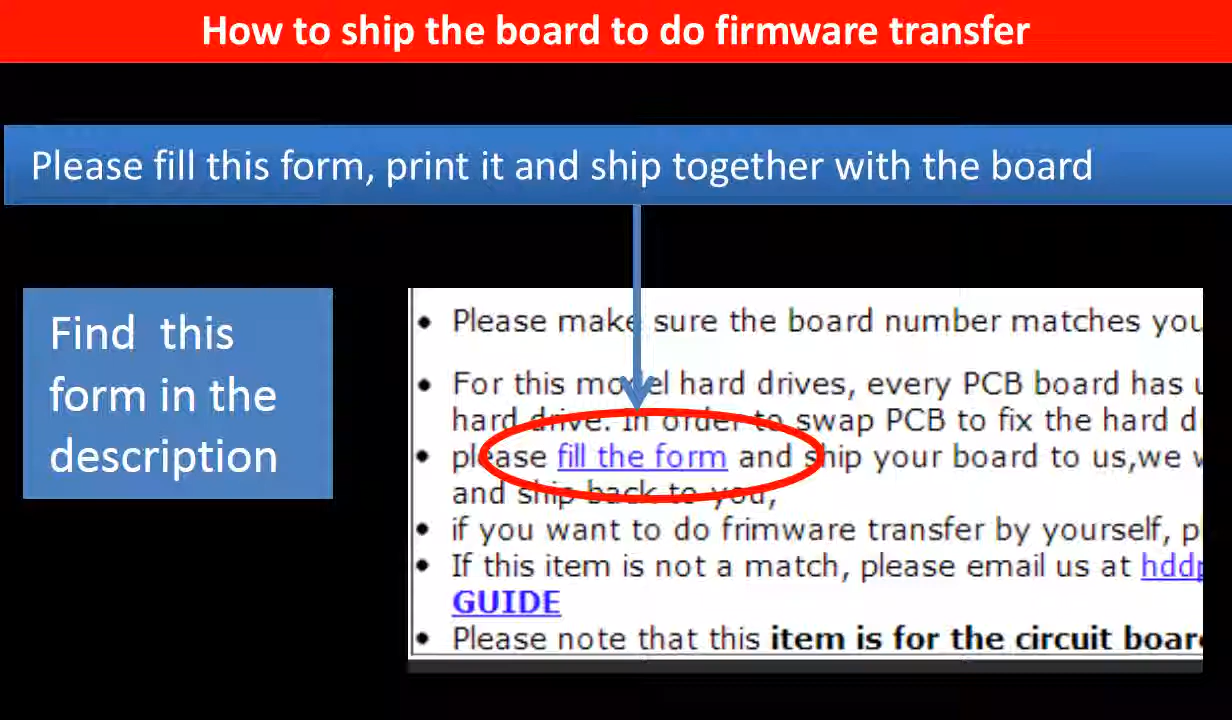 How to ship the board to do firmware transfer
Please fill this form, print it and ship together with the board
Find this
form in the
description
• Please make sure the board number matches
• For this model hard drives, every PCB board has
hard drive. In order to swap PCB to fix the hard
• please fill the form and ship your board to us,we
and ship back to you,
• if you want to do frimware transfer by yourself,
• If this item is not a match, please email us at
GUIDE
• Please note that this item is for the circuit